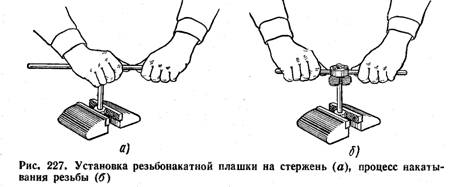 а) б)
Рис. 227. Установка резьбонакатной плашки на стержень (а), процесс накаты-
вания резьбы (б)